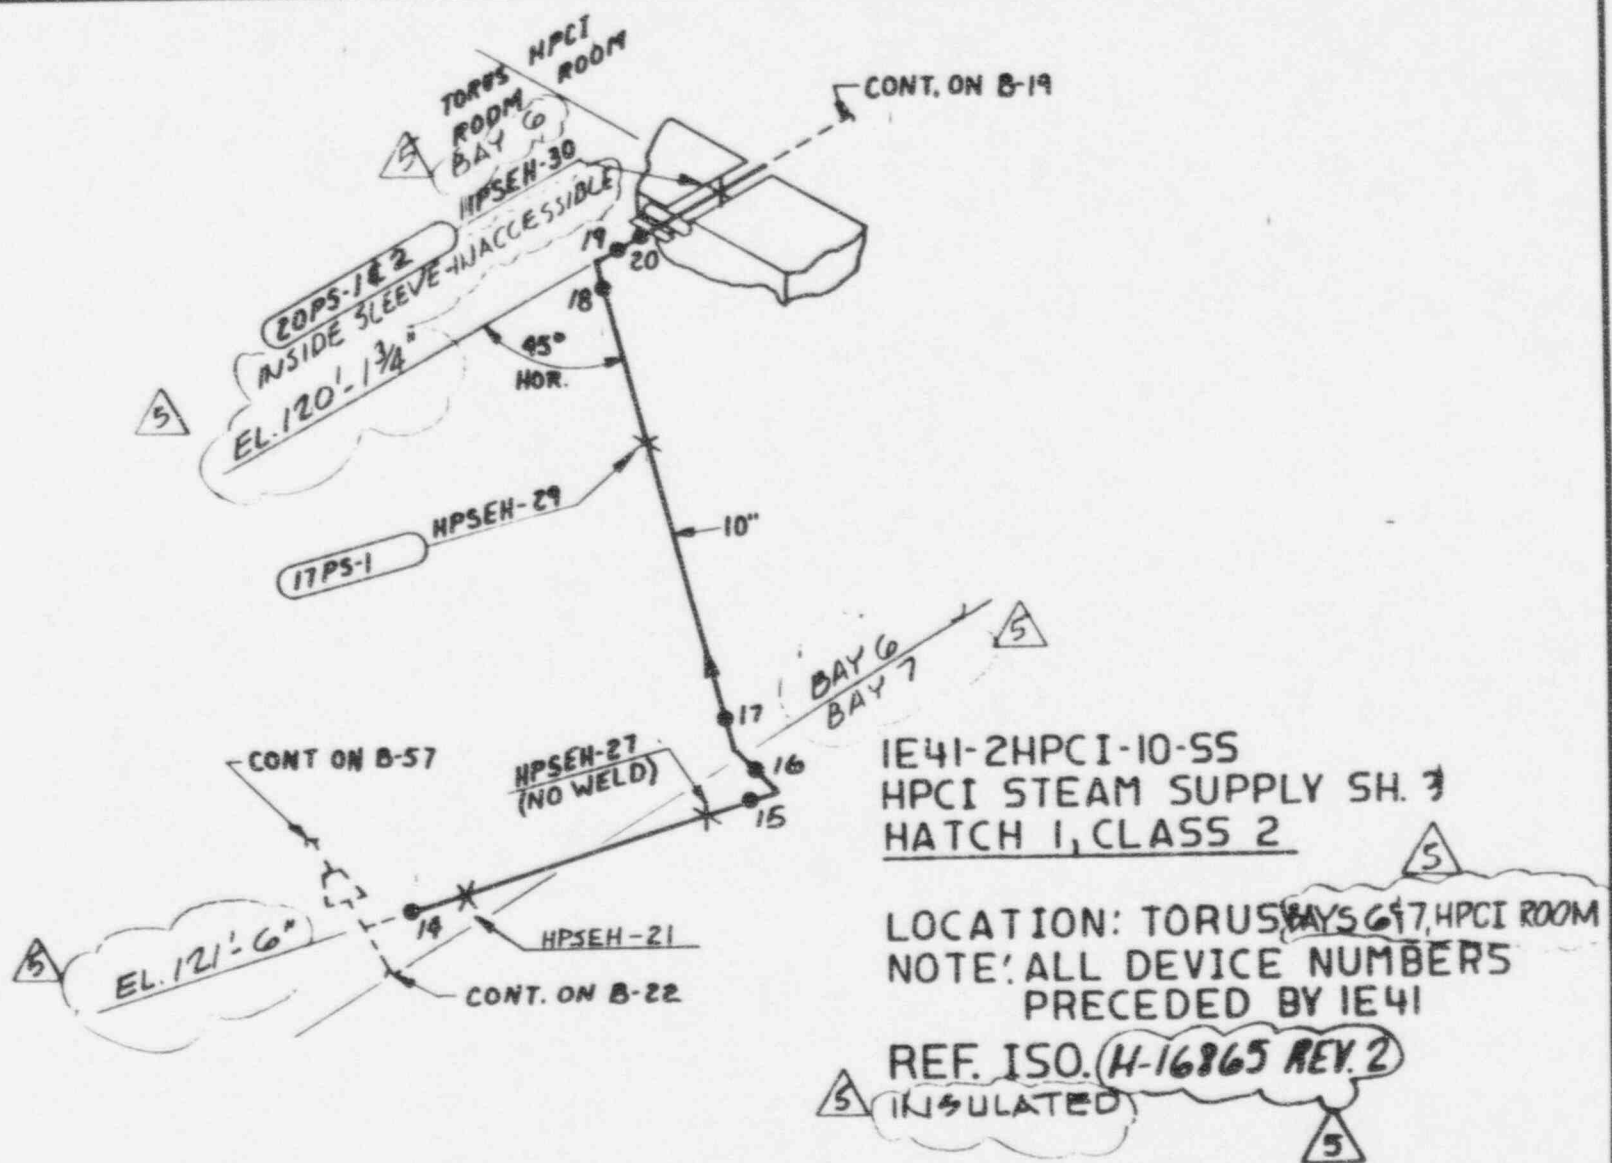 HPCI
ROOM
TORUS
ROOM
BAY 6
5
CONT. ON B-19
HPSEH-30
20PS-1&2
INSIDE SLEEVE-INACCESSIBLE
19
20
18
45°
HOR.
EL. 120'-1 3/4"
5
HPSEH-29
17PS-1
10"
BAY 6
BAY 7
5
17
16
15
CONT ON B-57
HPSEH-27
(NO WELD)
14
HPSEH-21
EL. 121'-6"
5
CONT. ON B-22
1E41-2HPCI-10-SS
HPCI STEAM SUPPLY SH.
HATCH 1, CLASS 2
5
LOCATION: TORUS BAYS 6&7, HPCI ROOM
NOTE: ALL DEVICE NUMBERS
PRECEDED BY 1E41
REF. ISO. H-16865 REV. 2
5 INSULATED
5